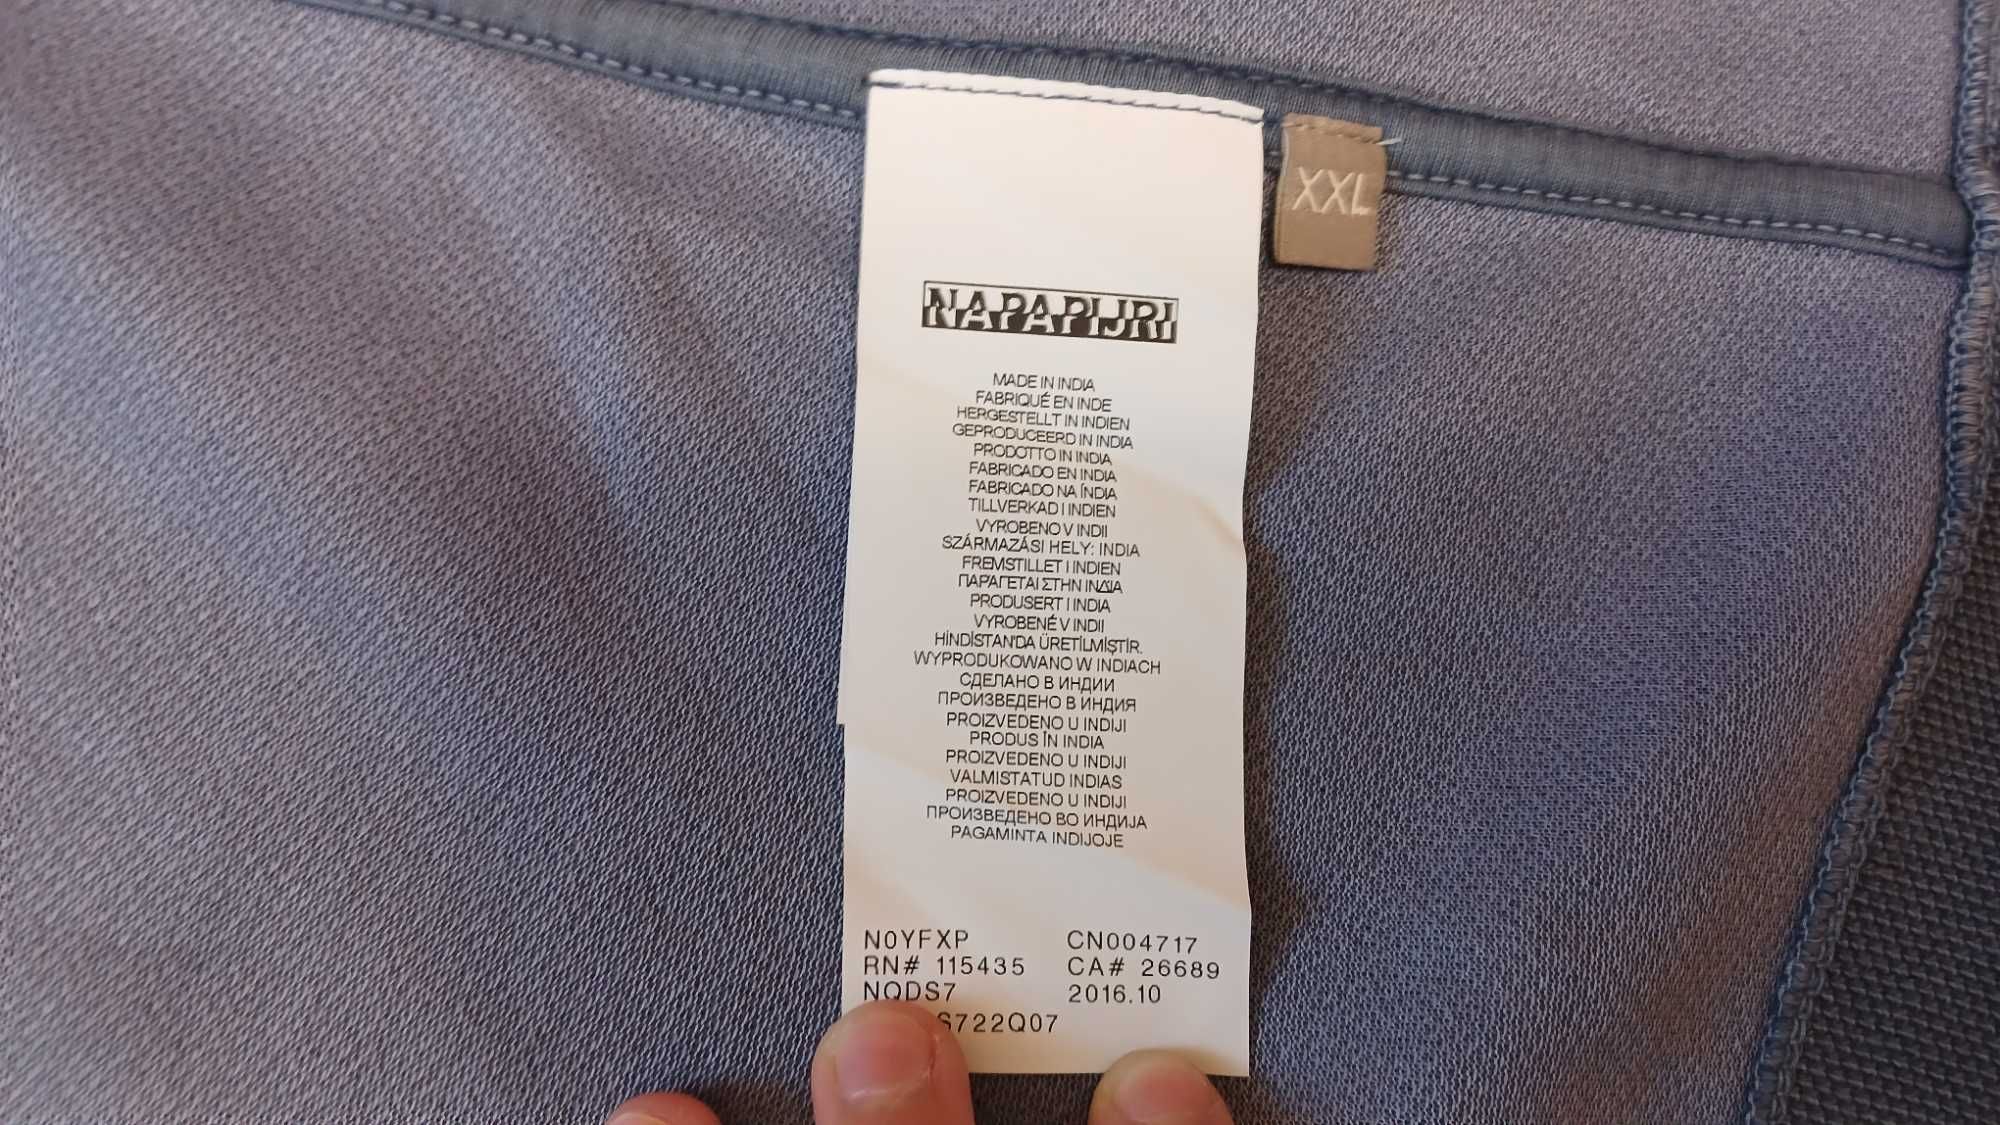 XXL
NAPAPIJRI
MADE IN INDIA
FABRIQUÉ EN INDE
HERGESTELLT IN INDIEN
GEPRODUCEERD IN INDIA
PRODOTTO IN INDIA
FABRICADO EN INDIA
FABRICADO NA ÍNDIA
TILLVERKAD I INDIEN
VYROBENO V INDII
SZÁRMAZÁSI HELY: INDIA
FREMSTILLET I INDIEN
ΠΑΡΑΓΕΤΑΙ ΣΤΗΝ ΙΝΔΙΑ
PRODUSERT I INDIA
VYROBENÉ V INDII
HİNDİSTAN'DA ÜRETİLMİŞTİR.
WYPRODUKOWANO W INDIACH
СДЕЛАНО В ИНДИИ
ПРОИЗВЕДЕНО В ИНДИЯ
PROIZVEDENO U INDIJI
PRODUS ÎN INDIA
PROIZVEDENO U INDIJI
VALMISTATUD INDIAS
PROIZVEDENO U INDIJI
ПРОИЗВЕДЕНО ВО ИНДИЈА
PAGAMINTA INDIJOJE
N0YFXP CN004717
RN# 115435 CA# 26689
NQDS7 2016.10
S722Q07